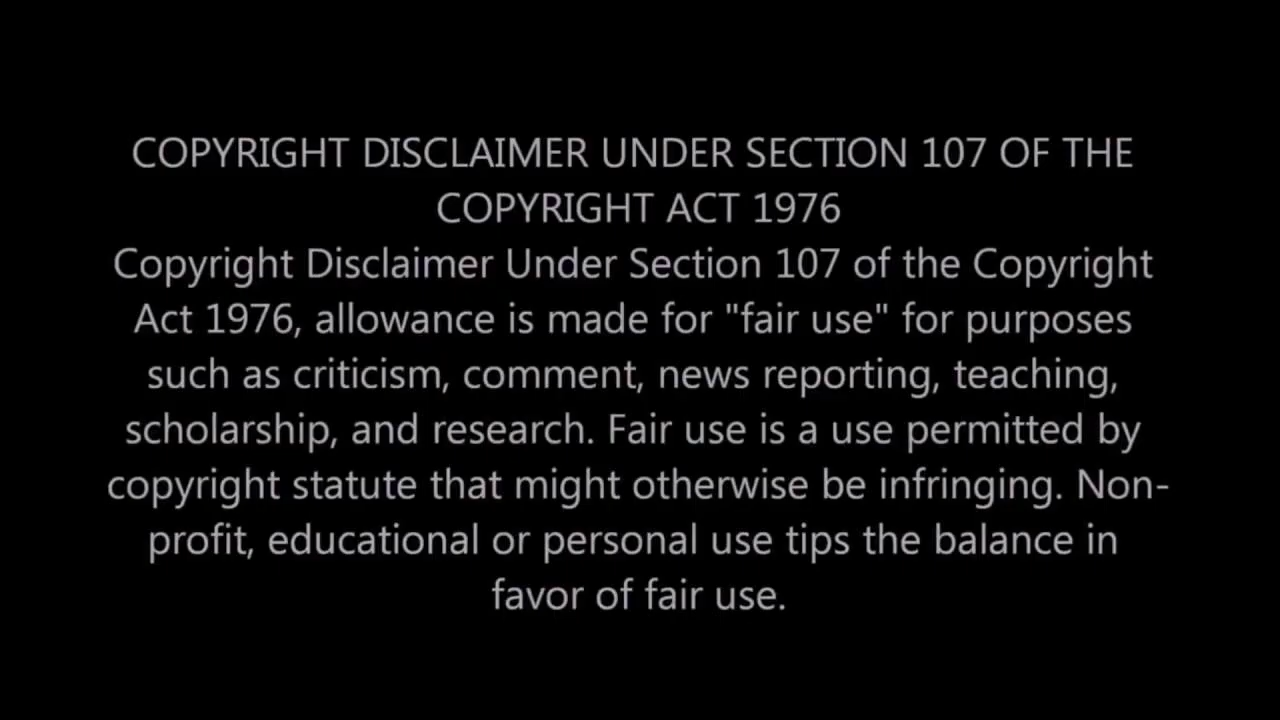 COPYRIGHT DISCLAIMER UNDER SECTION 107 OF THE
COPYRIGHT ACT 1976
Copyright Disclaimer Under Section 107 of the Copyright
Act 1976, allowance is made for "fair use" for purposes
such as criticism, comment, news reporting, teaching,
scholarship, and research. Fair use is a use permitted by
copyright statute that might otherwise be infringing. Non-
profit, educational or personal use tips the balance in
favor of fair use.